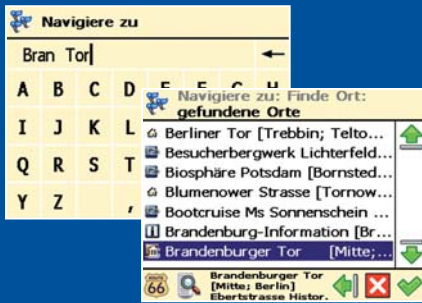 Navigiere zu
Bran Tor
A B C D E F G H
I J K L
Q R S T
Y Z ,
Navigiere zu: Finde Ort:
gefundene Orte
Berliner Tor [Trebbin; Telto...
Besucherbergwerk Lichterfeld...
Biosphäre Potsdam [Bornsted...
Blumenower Strasse [Tornow...
Bootcruise Ms Sonnenschein ...
Brandenburg-Information [Br...
Brandenburger Tor [Mitte;...
ROUTE
66
Brandenburger Tor
[Mitte; Berlin]
Ebertstrasse Histor.